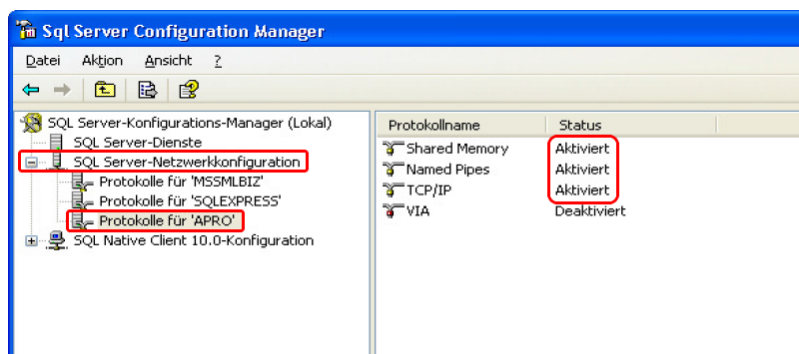 Sql Server Configuration Manager
Datei Aktion Ansicht ?
SQL Server-Konfigurations-Manager (Lokal)
SQL Server-Dienste
SQL Server-Netzwerkkonfiguration
Protokolle für 'MSSMLBIZ'
Protokolle für 'SQLEXPRESS'
Protokolle für 'APRO'
SQL Native Client 10.0-Konfiguration
Protokollname Status
Shared Memory Aktiviert
Named Pipes Aktiviert
TCP/IP Aktiviert
VIA Deaktiviert